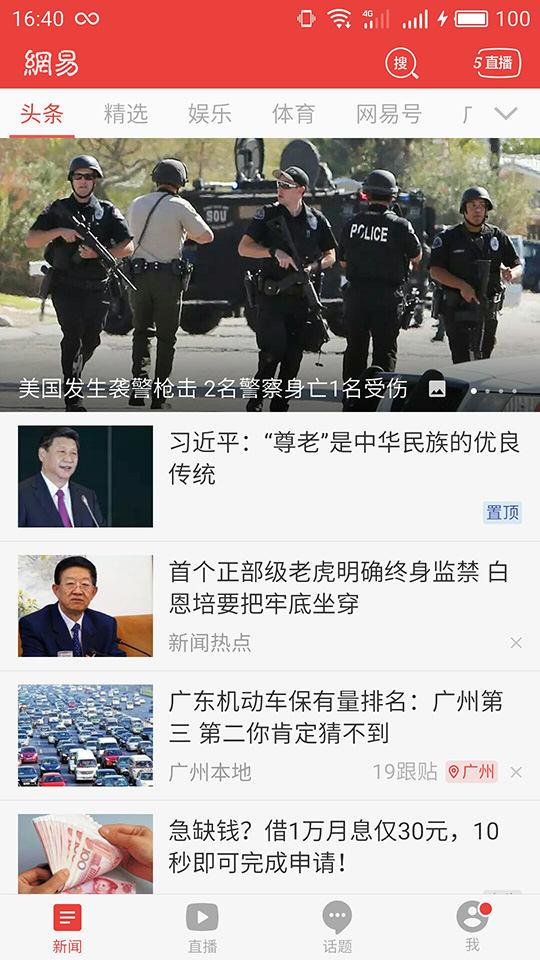 16:40 4G 100
網易 搜 5直播
头条 精选 娱乐 体育 网易号
SOU
POLICE
美国发生袭警枪击 2名警察身亡1名受伤
习近平：“尊老”是中华民族的优良
传统
置顶
首个正部级老虎明确终身监禁 白
恩培要把牢底坐穿
新闻热点
广东机动车保有量排名：广州第
三 第二你肯定猜不到
广州本地 19跟贴 广州
急缺钱？借1万月息仅30元，10
秒即可完成申请！
100
新闻 直播 话题 我